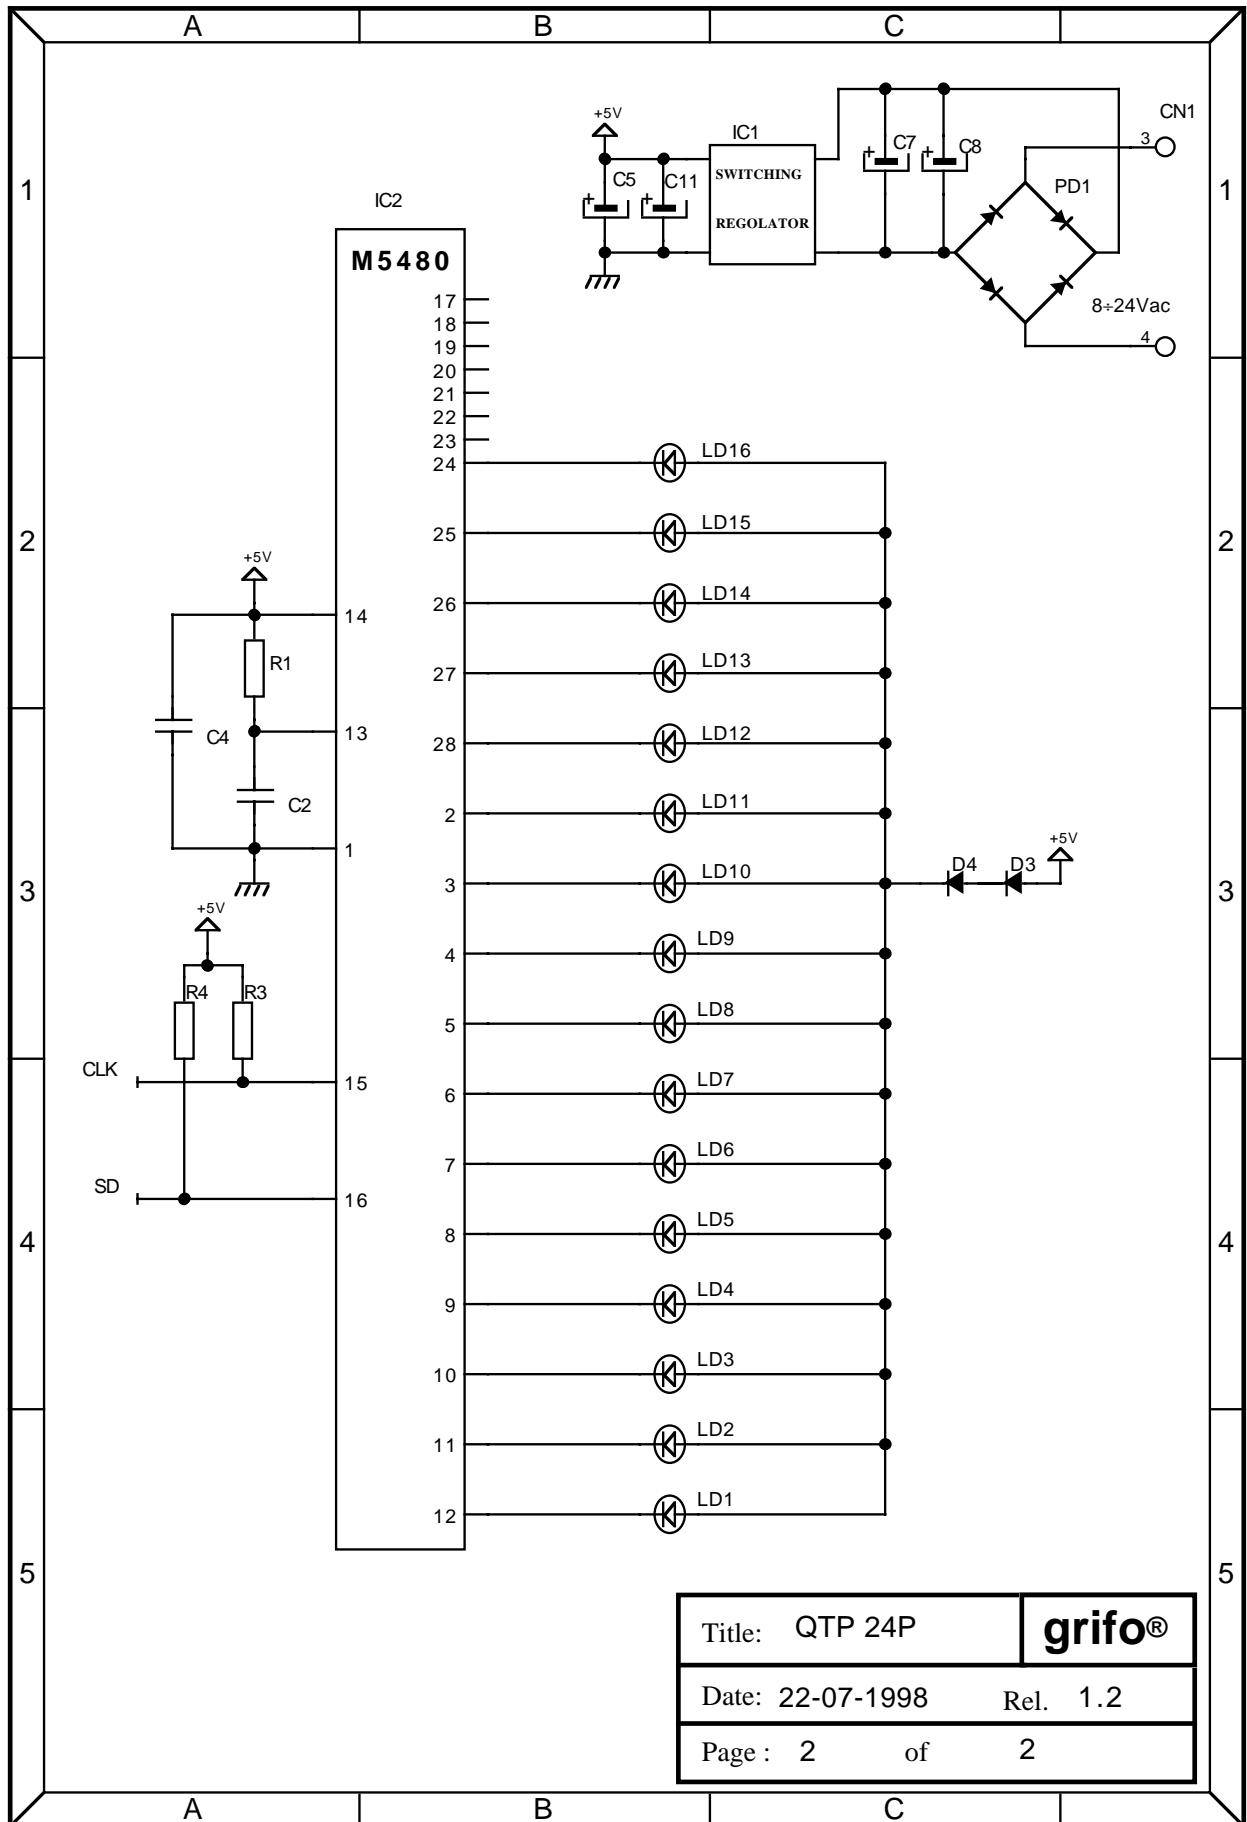 A B C
CN1
+5V
IC1
3
C7 C8
C5 C11
SWITCHING
REGOLATOR
PD1
1 1
IC2
M5480
8÷24Vac
4
17
18
19
20
21
22
23
24 LD16
2 2
25 LD15
+5V
14
26 LD14
R1
27 LD13
C4
13
28 LD12
C2
2 LD11
1
+5V
3 3
3 LD10 D4 D3
+5V
4 LD9
R4 R3
5 LD8
CLK
15
6 LD7
7 LD6
SD
16
4 4
8 LD5
9 LD4
10 LD3
11 LD2
12 LD1
5 5
Title: QTP 24P grifo®
Date: 22-07-1998 Rel. 1.2
Page : 2 of 2
A B C